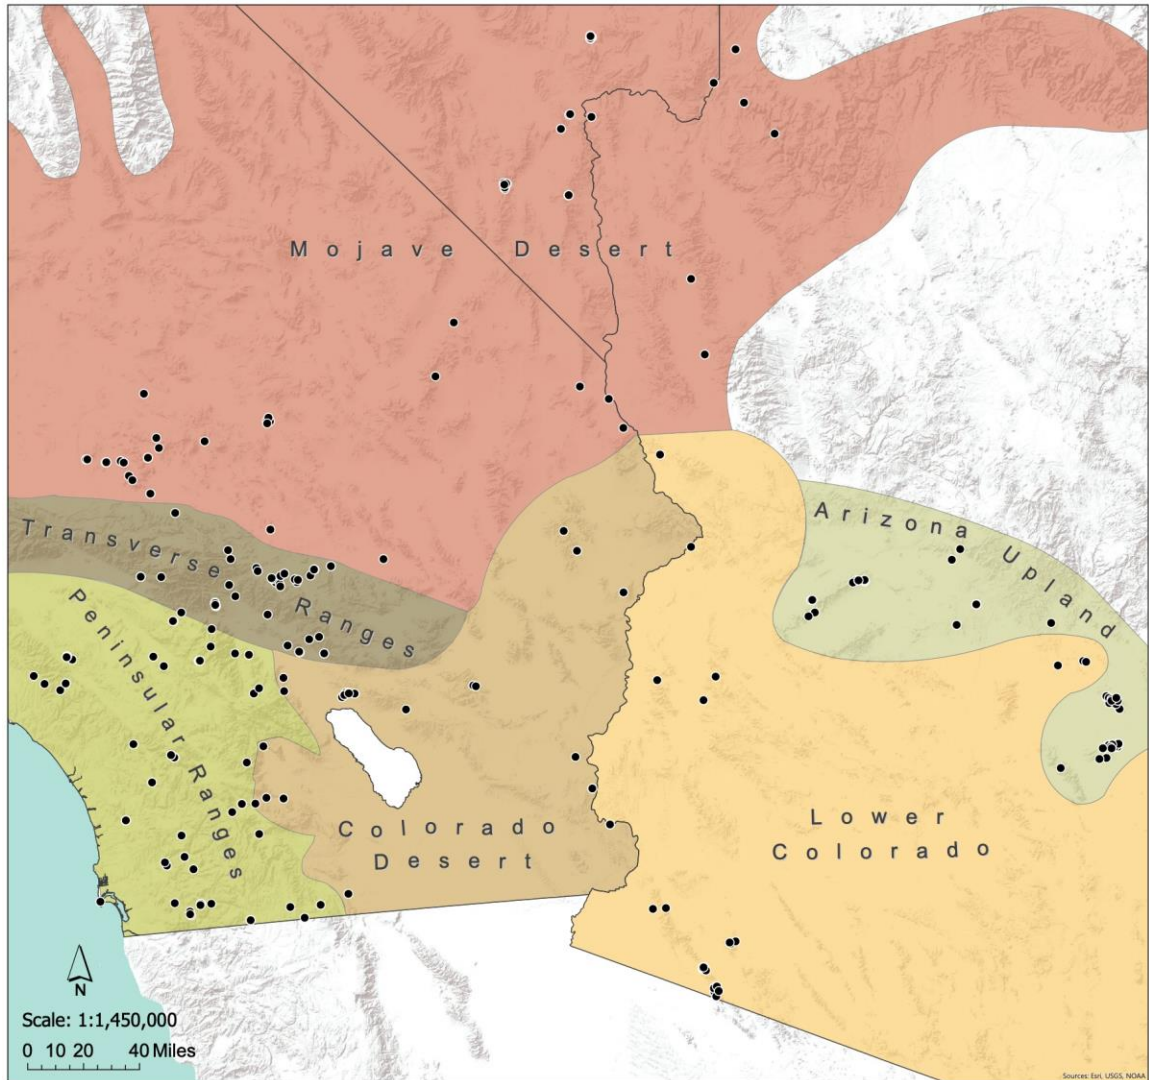 Mojave Desert
Transverse Ranges
Arizona Upland
Peninsular Ranges
Colorado
Desert
Lower
Colorado
N
Scale: 1:1,450,000
0 10 20 40 Miles
Sources: Esri, USGS, NOAA